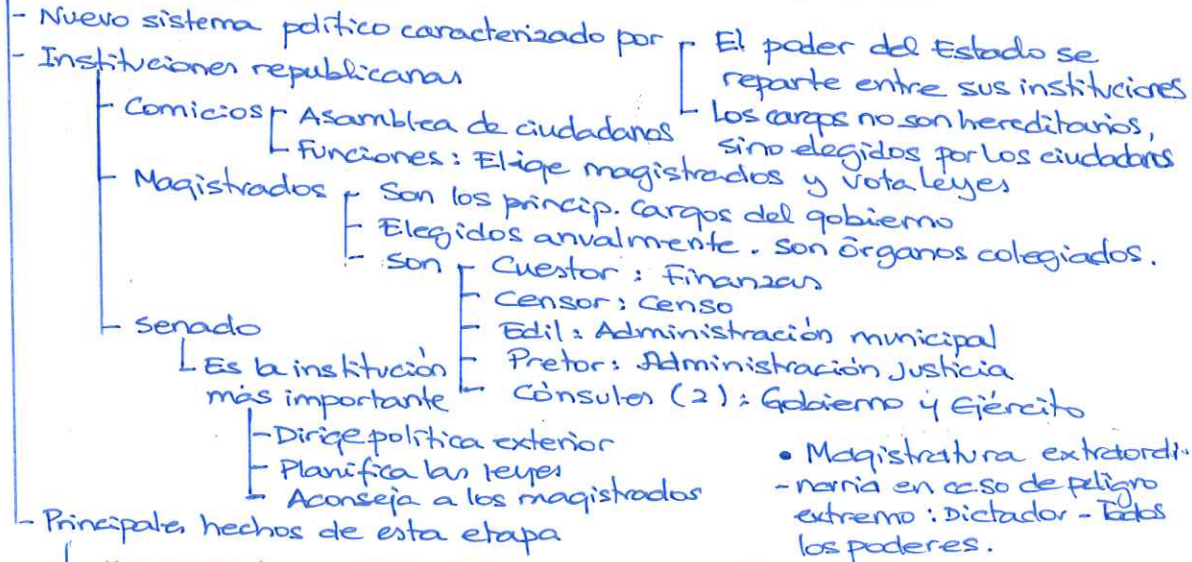 - Nuevo sistema político caracterizado por
- El poder del Estado se
reparte entre sus instituciones
- Los cargos no son hereditarios,
sino elegidos por los ciudadanos
- Instituciones republicanas
- Comicios
- Asamblea de ciudadanos
- Funciones: Elige magistrados y vota leyes
- Magistrados
- Son los princip. cargos del gobierno
- Elegidos anualmente. Son órganos colegiados.
- Son
- Cuestor: Finanzas
- Censor: Censo
- Edil: Administración municipal
- Pretor: Administración Justicia
- Cónsules (2): Gobierno y Ejército
- Senado
Es la institución
más importante
- Dirige política exterior
- Planifica las leyes
- Aconseja a los magistrados
• Magistratura extratordi-
-narria en caso de peligro
extremo: Dictador - Todos
los poderes.
- Principales hechos de esta etapa